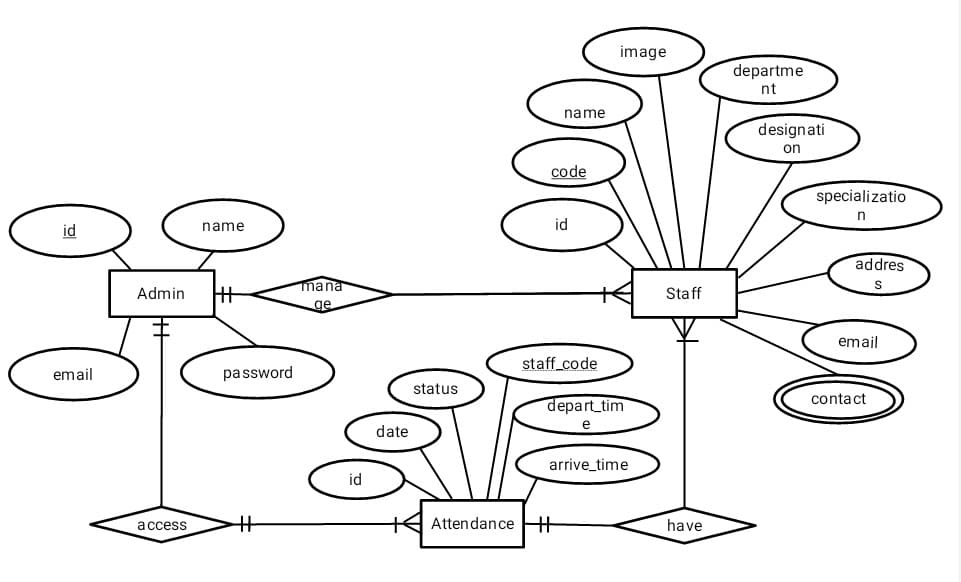 image
departme
nt
name
designati
on
code
specializatio
n
id
name
id
addres
s
Admin
mana
ge
Staff
email
email
password
contact
staff_code
status
depart_tim
e
date
arrive_time
id
access
Attendance
have